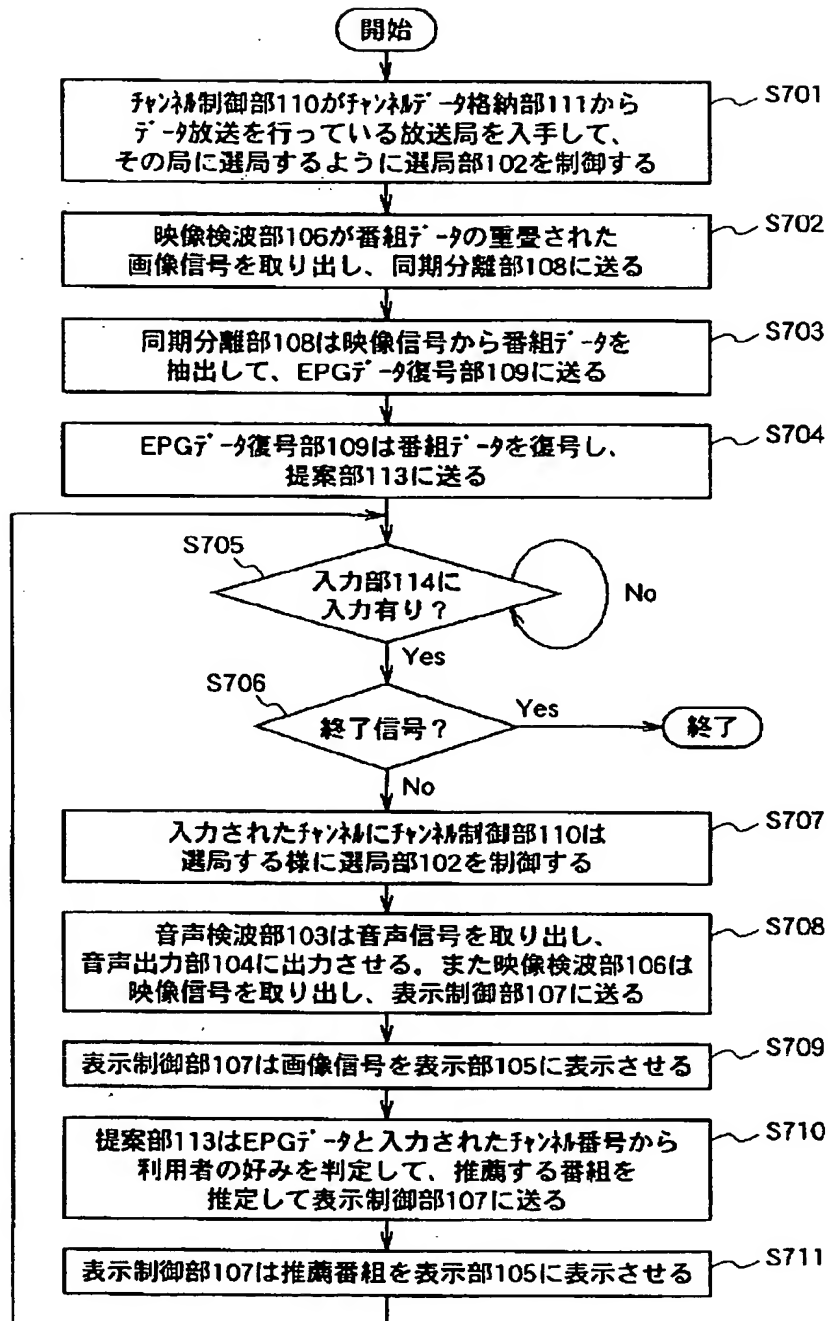 開始
チャンネル制御部110がチャンネルデータ格納部111から
データ放送を行っている放送局を入手して、
その局に選局するように選局部102を制御する
S701
映像検波部106が番組データの重畳された
画像信号を取り出し、同期分離部108に送る
S702
同期分離部108は映像信号から番組データを
抽出して、EPGデータ復号部109に送る
S703
EPGデータ復号部109は番組データを復号し、
提案部113に送る
S704
S705
入力部114に
入力有り?
No
Yes
S706
終了信号?
Yes
終了
No
入力されたチャンネルにチャンネル制御部110は
選局する様に選局部102を制御する
S707
音声検波部103は音声信号を取り出し、
音声出力部104に出力させる。また映像検波部106は
映像信号を取り出し、表示制御部107に送る
S708
表示制御部107は画像信号を表示部105に表示させる
S709
提案部113はEPGデータと入力されたチャンネル番号から
利用者の好みを判定して、推薦する番組を
推定して表示制御部107に送る
S710
表示制御部107は推薦番組を表示部105に表示させる
S711